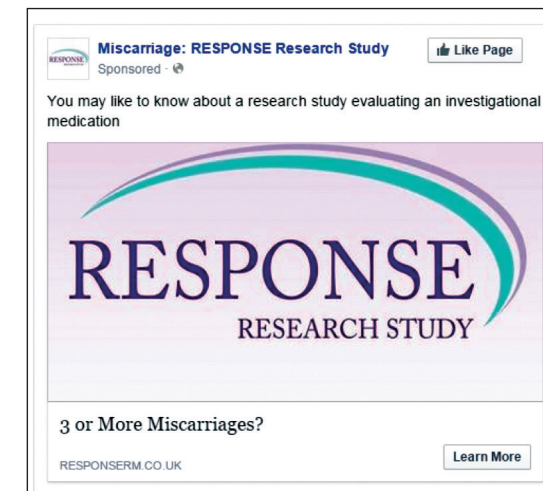 RESPONSE
Miscarriage: RESPONSE Research Study
Like Page
Sponsored ·
You may like to know about a research study evaluating an investigational
medication
RESPONSE
RESEARCH STUDY
3 or More Miscarriages?
RESPONSERM.CO.UK
Learn More